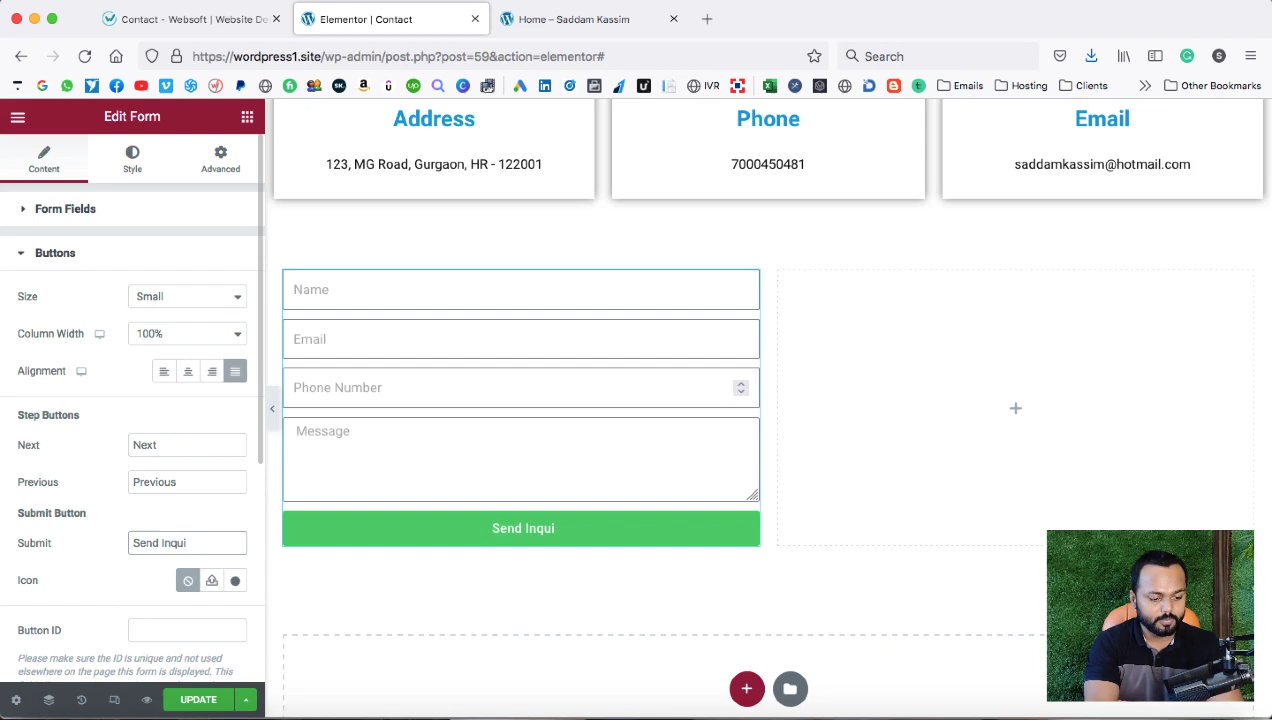 Contact - Websoft | Website De
Elementor | Contact
Home – Saddam Kassim
https://wordpress1.site/wp-admin/post.php?post=59&action=elementor#
Search
IVR
Emails
Hosting
Clients
Other Bookmarks
Edit Form
Content
Style
Advanced
Form Fields
Buttons
Size
Small
Column Width
100%
Alignment
Step Buttons
Next
Next
Previous
Previous
Submit Button
Submit
Send Inqui
Icon
Button ID
Please make sure the ID is unique and not used
elsewhere on the page this form is displayed. This
UPDATE
Address
123, MG Road, Gurgaon, HR - 122001
Phone
7000450481
Email
saddamkassim@hotmail.com
Name
Email
Phone Number
Message
Send Inqui